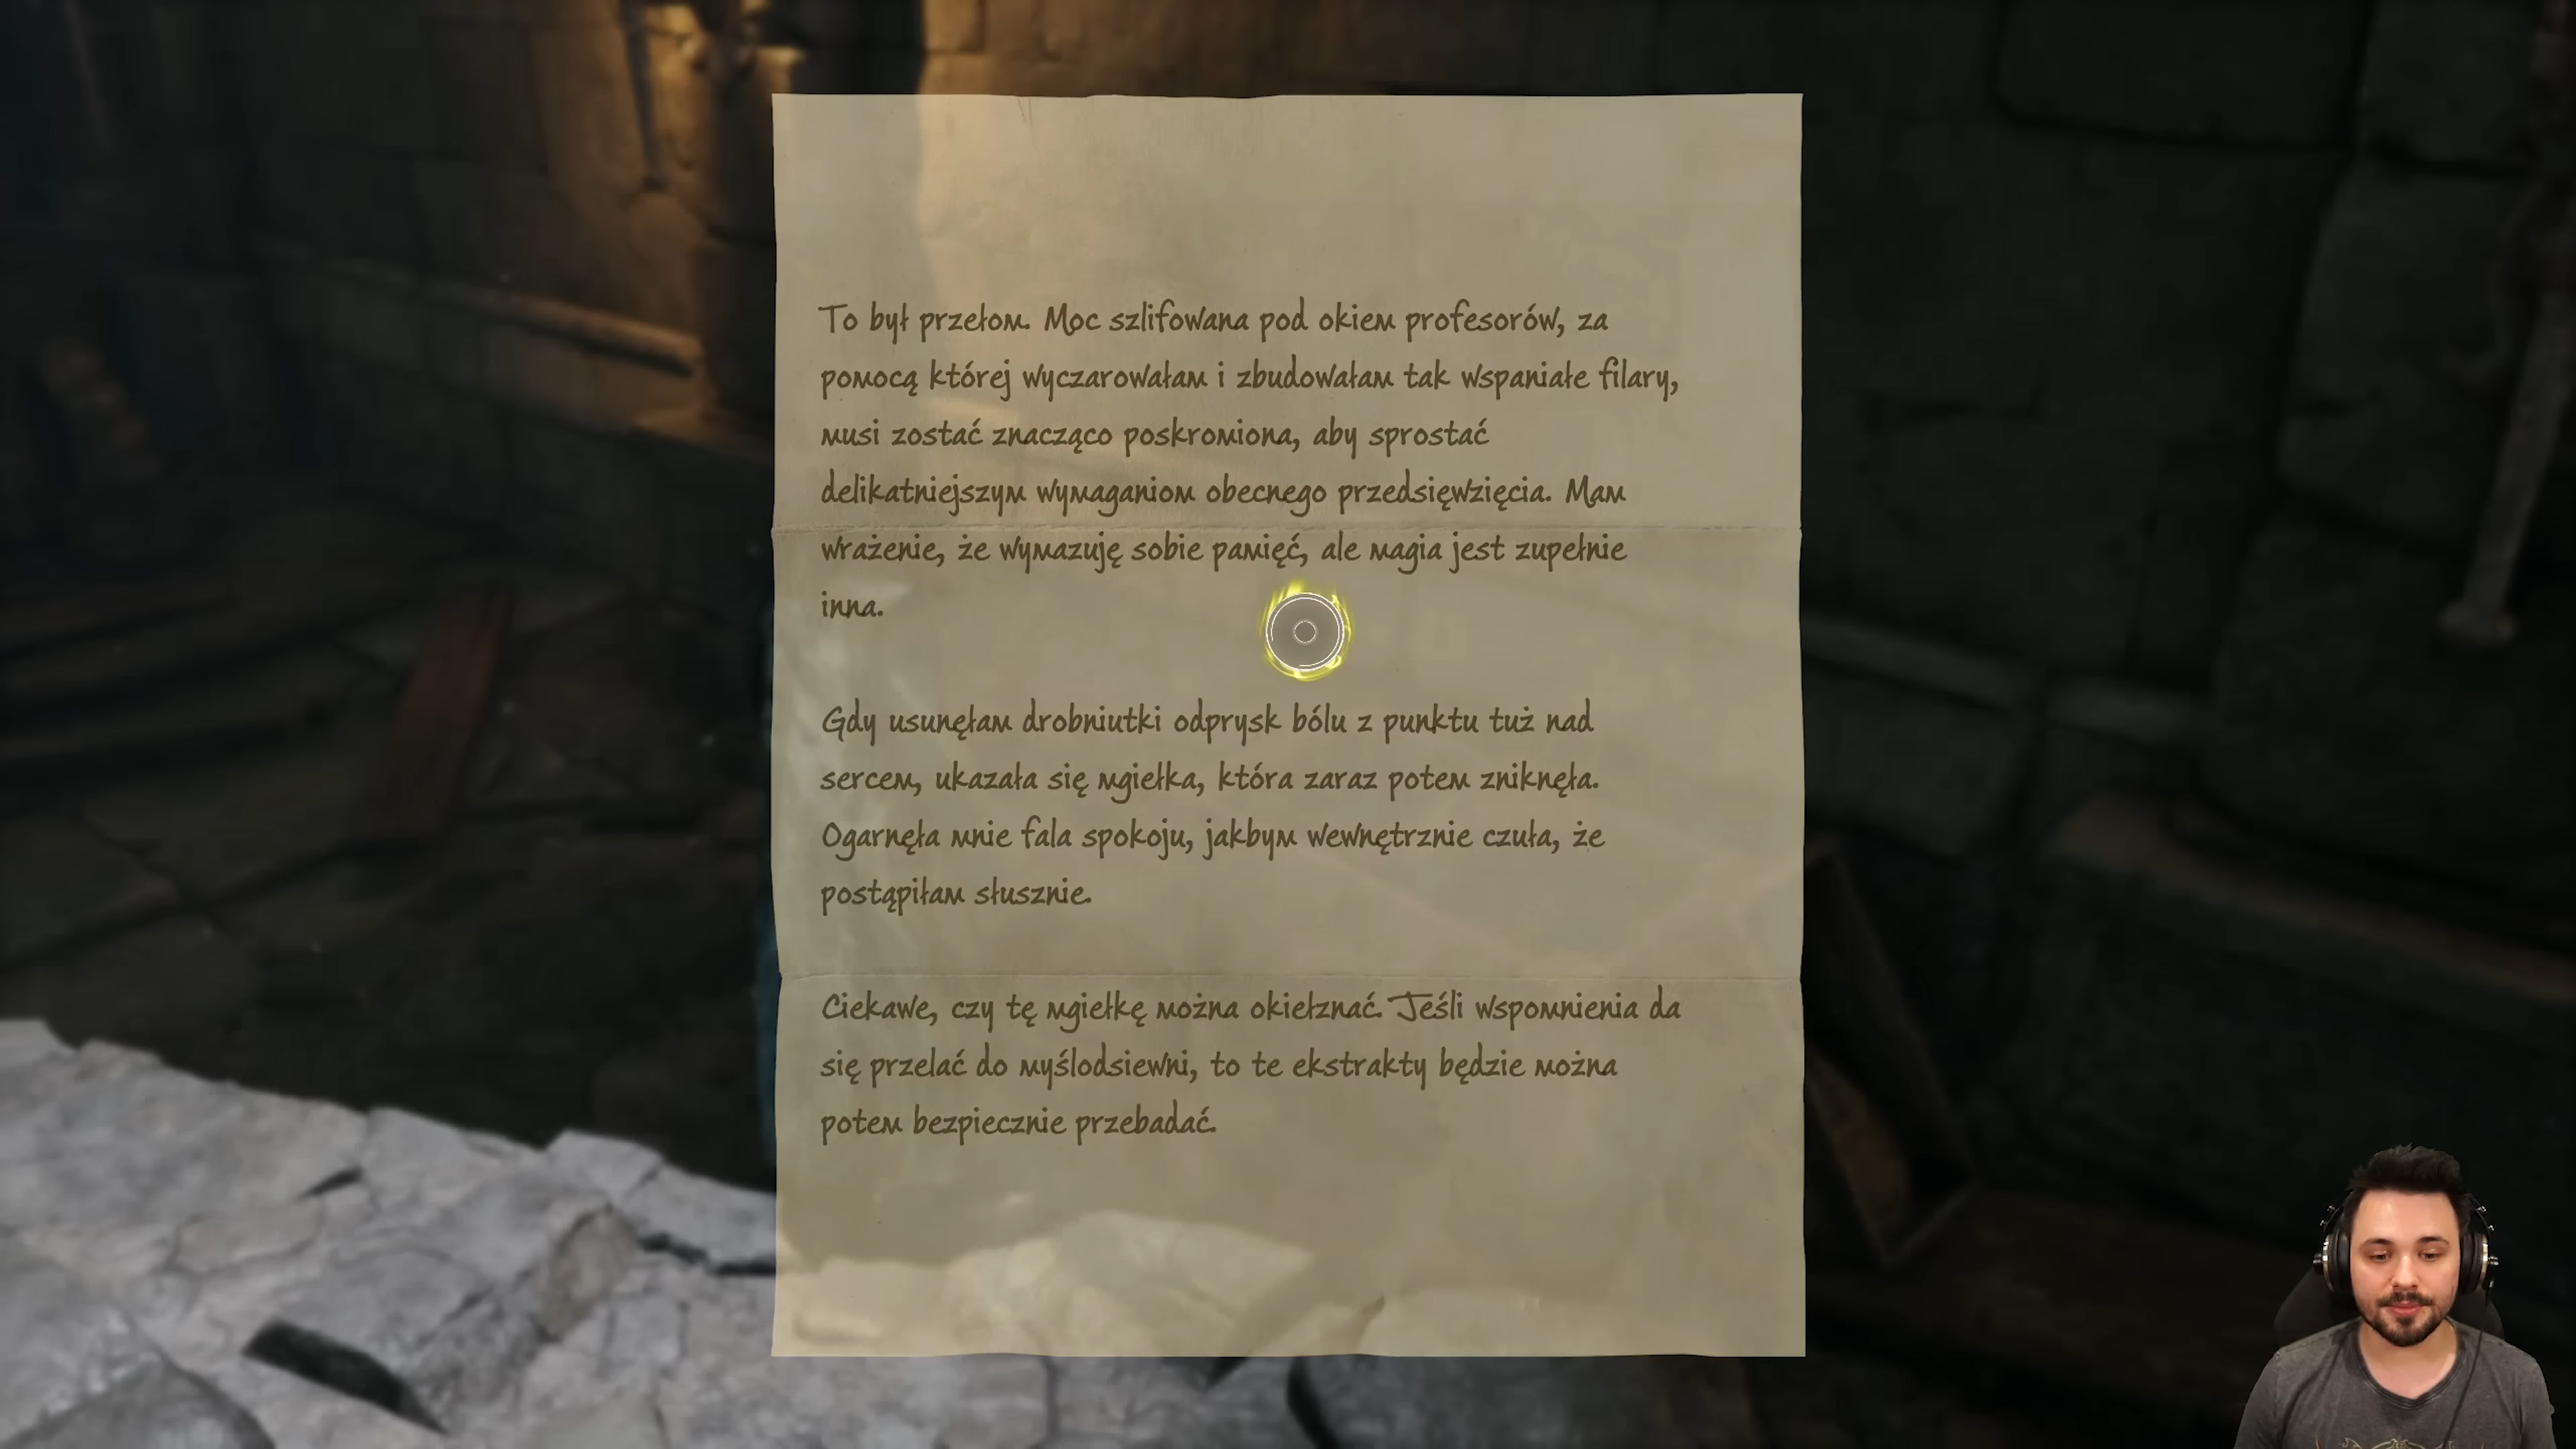 To był przełom. Moc szlifowana pod okiem profesorów, za
pomocą której wyczarowałam i zbudowałam tak wspaniałe filary,
musi zostać znacząco poskromiona, aby sprostać
delikatniejszym wymaganiom obecnego przedsięwzięcia. Mam
wrażenie, że wymazuję sobie pamięć, ale magia jest zupełnie
inna.
Gdy usunęłam drobniutki odprysk bólu z punktu tuż nad
sercem, ukazała się mgiełka, która zaraz potem zniknęła.
Ogarnęła mnie fala spokoju, jakbym wewnętrznie czuła, że
postąpiłam słusznie.
Ciekawe, czy tę mgiełkę można okiełznać. Jeśli wspomnienia da
się przelać do myślodsiewni, to te ekstrakty będzie można
potem bezpiecznie przebadać.